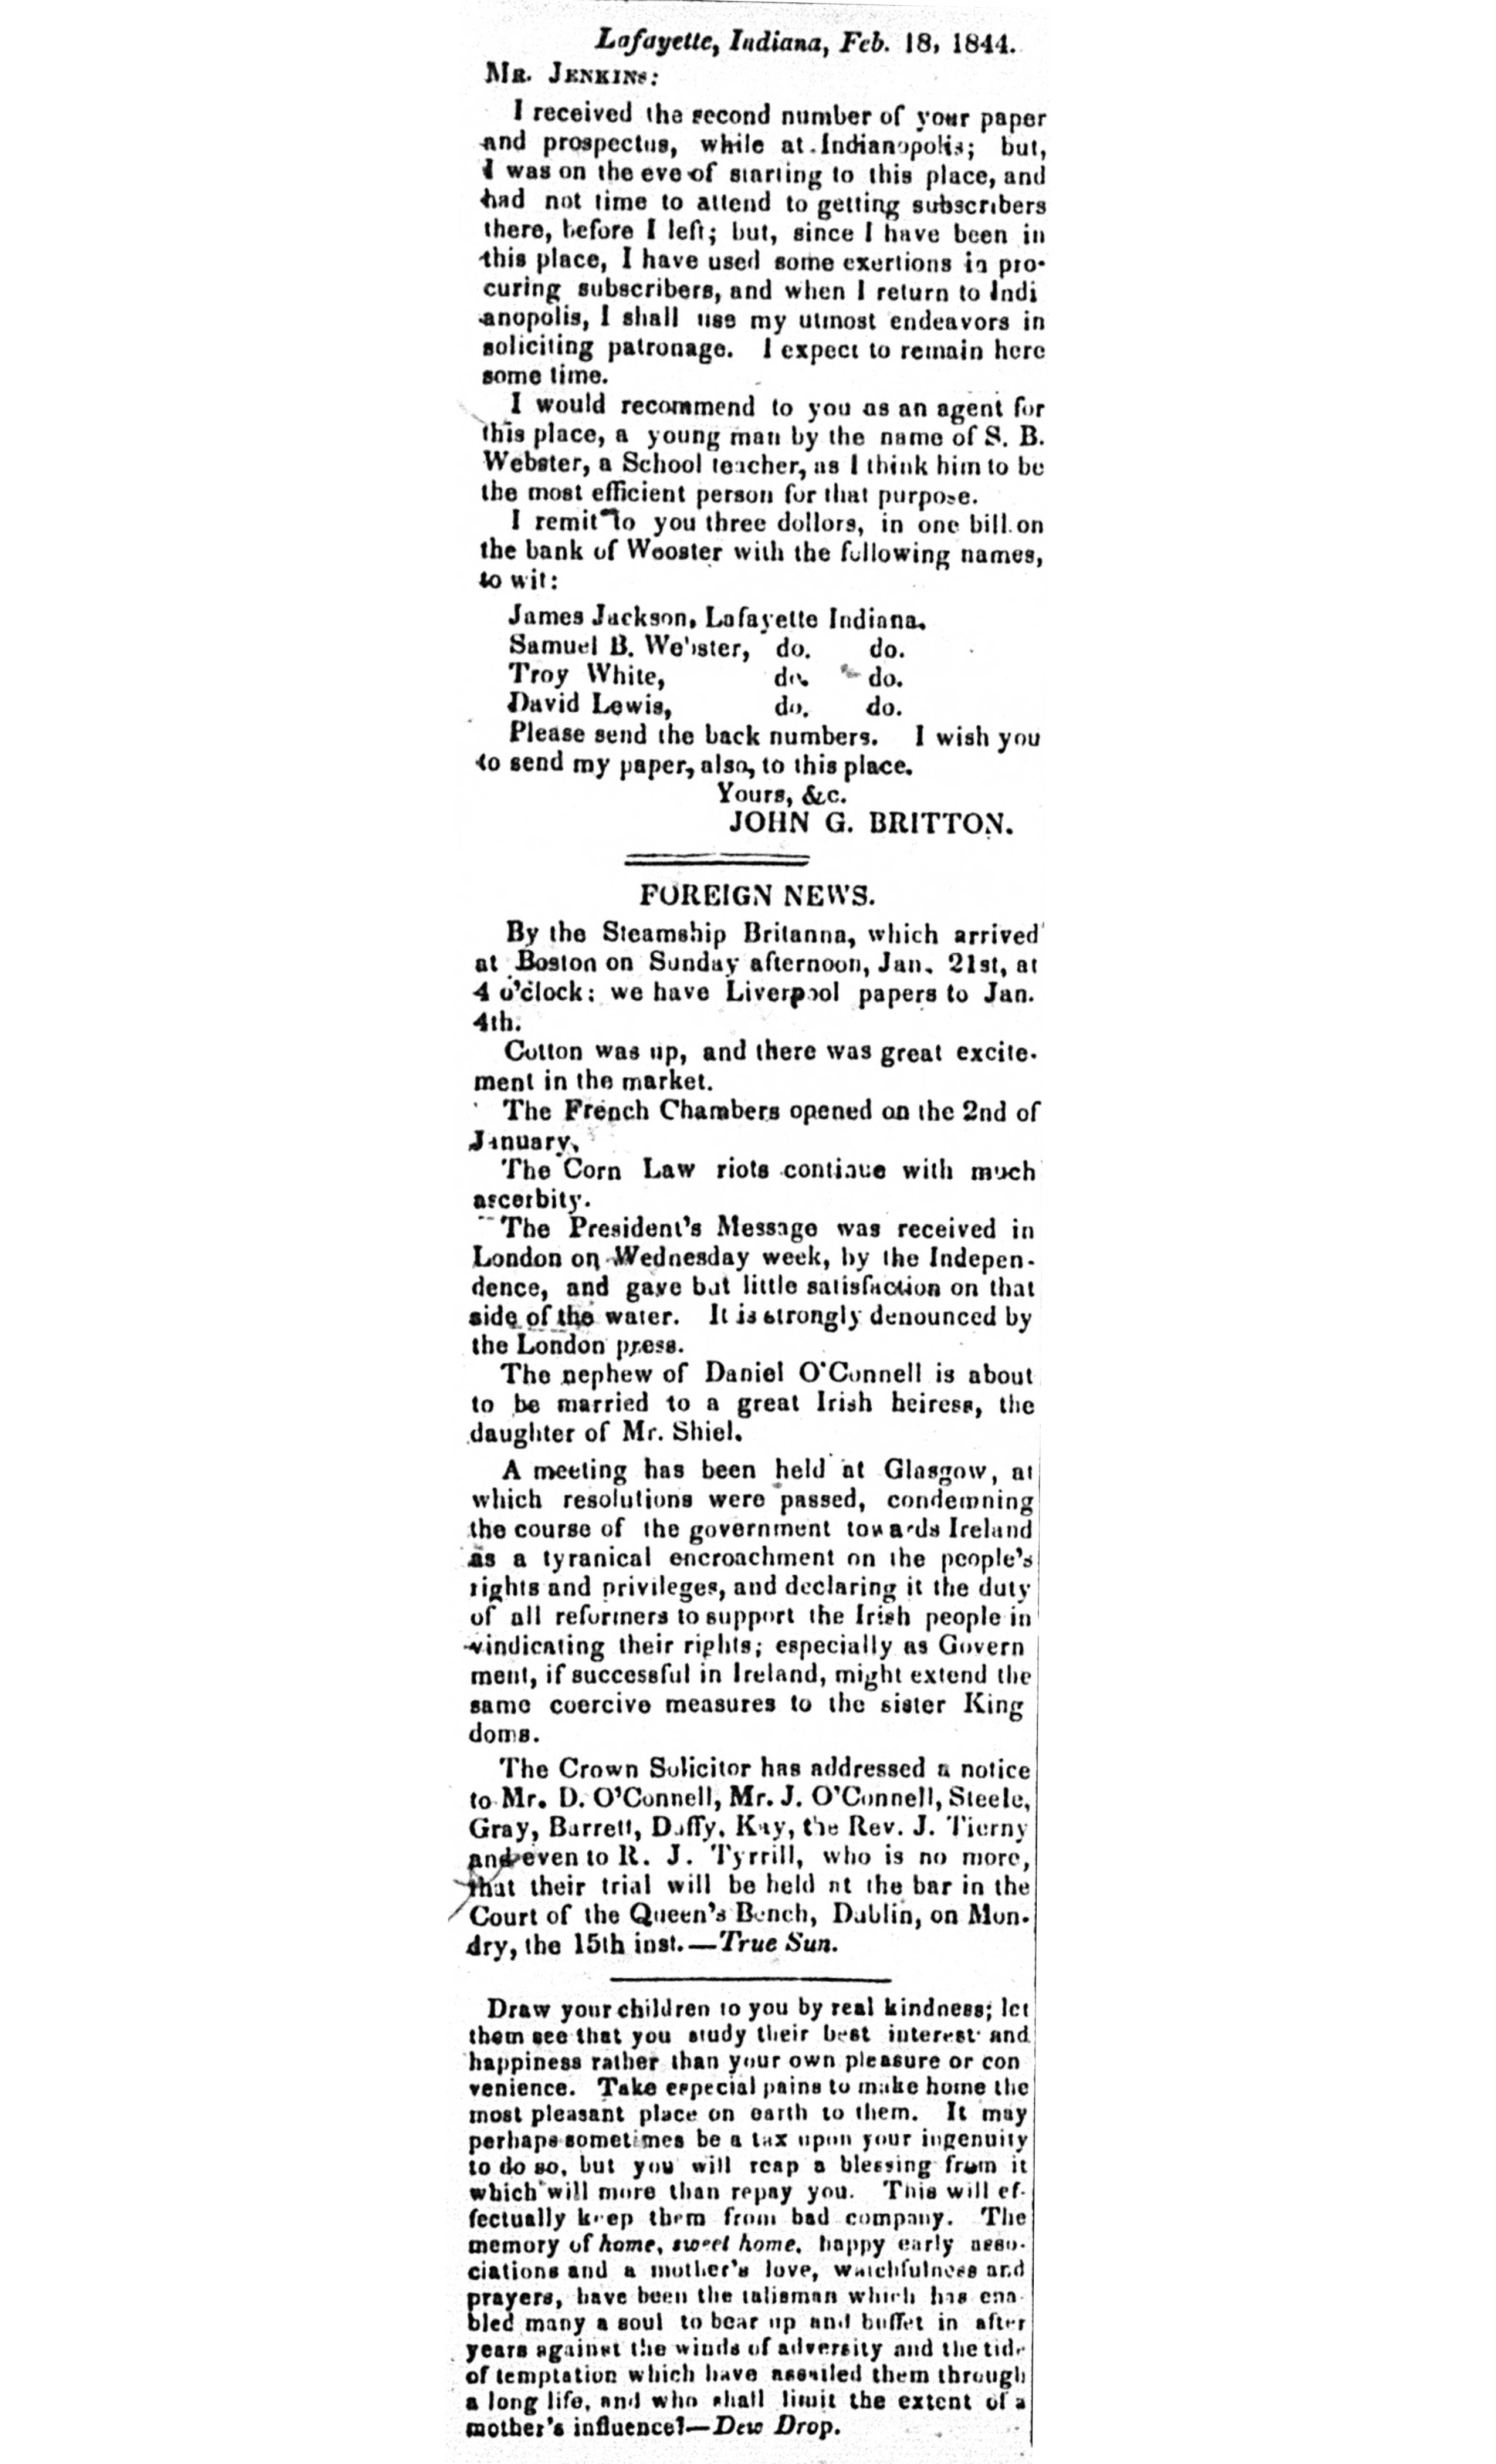 Lafayette, Indiana, Feb. 18, 1844.
MR. JENKINS:
I received the second number of your paper
and prospectus, while at Indianopolis; but,
I was on the eve of starting to this place, and
had not time to attend to getting subscribers
there, before I left; but, since I have been in
this place, I have used some exertions in pro-
curing subscribers, and when I return to Indi
anopolis, I shall use my utmost endeavors in
soliciting patronage. I expect to remain here
some time.
I would recommend to you as an agent for
this place, a young man by the name of S. B.
Webster, a School teacher, as I think him to be
the most efficient person for that purpose.
I remit to you three dollors, in one bill on
the bank of Wooster with the following names,
to wit:
James Jackson, Lafayette Indiana.
Samuel B. Webster, do. do.
Troy White, do. do.
David Lewis, do. do.
Please send the back numbers. I wish you
to send my paper, also, to this place.
Yours, &c.
JOHN G. BRITTON.
FOREIGN NEWS.
By the Steamship Britanna, which arrived
at Boston on Sunday afternoon, Jan. 21st, at
4 o'clock: we have Liverpool papers to Jan.
4th.
Cotton was up, and there was great excite-
ment in the market.
The French Chambers opened on the 2nd of
January.
The Corn Law riots continue with much
ascerbity.
The President's Message was received in
London on Wednesday week, by the Indepen-
dence, and gave but little satisfaction on that
side of the water. It is strongly denounced by
the London press.
The nephew of Daniel O'Connell is about
to be married to a great Irish heiress, the
daughter of Mr. Shiel.
A meeting has been held at Glasgow, at
which resolutions were passed, condemning
the course of the government towards Ireland
as a tyranical encroachment on the people's
rights and privileges, and declaring it the duty
of all reformers to support the Irish people in
vindicating their rights; especially as Govern
ment, if successful in Ireland, might extend the
same coercive measures to the sister King
doms.
The Crown Solicitor has addressed a notice
to Mr. D. O'Connell, Mr. J. O'Connell, Steele,
Gray, Barrett, Duffy, Kay, the Rev. J. Tierny
and even to R. J. Tyrrill, who is no more,
that their trial will be held at the bar in the
Court of the Queen's Bench, Dublin, on Mon-
dry, the 15th inst.—True Sun.
Draw your children to you by real kindness; let
them see that you study their best interest and
happiness rather than your own pleasure or con
venience. Take especial pains to make home the
most pleasant place on earth to them. It may
perhaps sometimes be a tax upon your ingenuity
to do so, but you will reap a blessing from it
which will more than repay you. This will ef-
fectually keep them from bad company. The
memory of home, sweet home, happy early asso-
ciations and a mother's love, watchfulness and
prayers, have been the talisman which has ena-
bled many a soul to bear up and buffet in after
years against the winds of adversity and the tide
of temptation which have assailed them through
a long life, and who shall limit the extent of a
mother's influence?—Dew Drop.